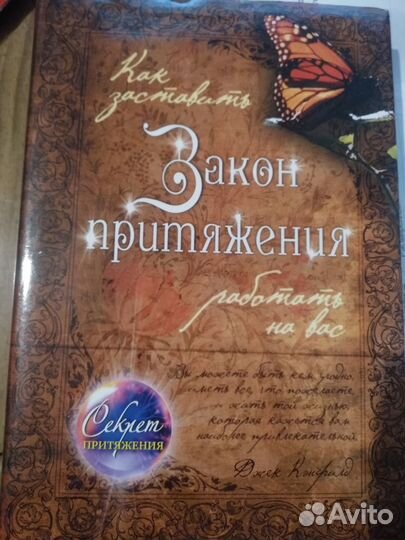 Как
заставить
Закон
притяжения
работать
на вас
Вы можете быть кем угодно,
иметь все, что пожелаете,
и жить той жизнью,
которая кажется вам
наиболее привлекательной
Джек Кэнфилд
Секрет
ПРИТЯЖЕНИЯ
Avito